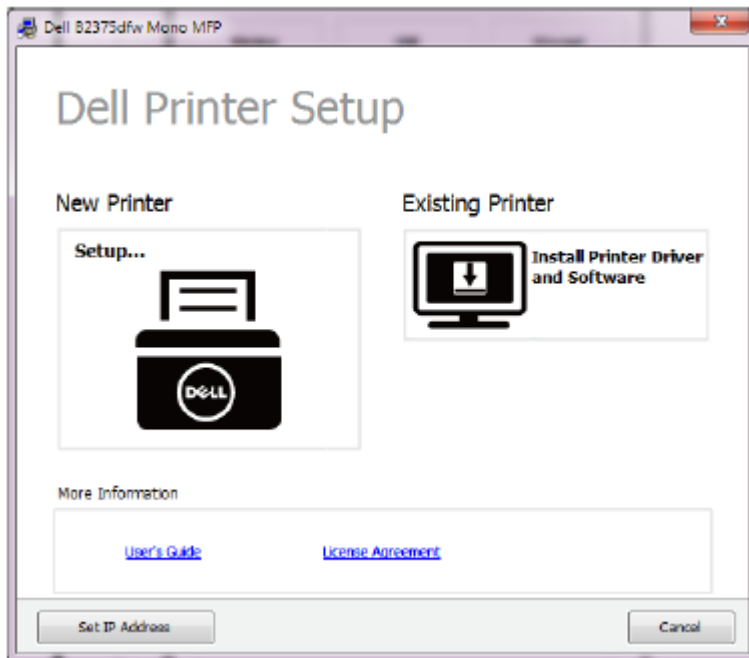 Dell B2375dfw Mono MFP
Dell Printer Setup
New Printer
Setup...
DELL
Existing Printer
Install Printer Driver
and Software
More Information
User's Guide
License Agreement
Set IP Address
Cancel